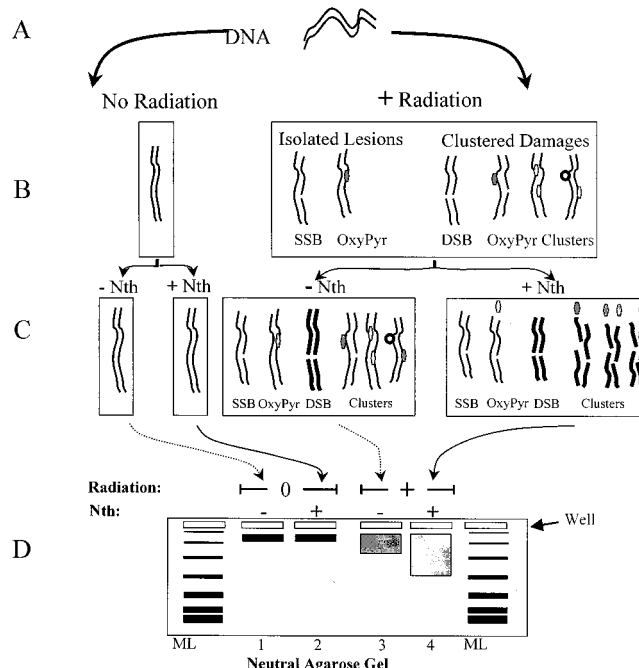 A
DNA
No Radiation
+ Radiation
B
Isolated Lesions
Clustered Damages
SSB OxyPyr
DSB OxyPyr Clusters
- Nth + Nth
- Nth
+ Nth
C
SSB OxyPyr DSB Clusters
SSB OxyPyr DSB Clusters
Radiation: 0 +
Nth: - + - +
Well
D
ML 1 2 3 4 ML
Neutral Agarose Gel